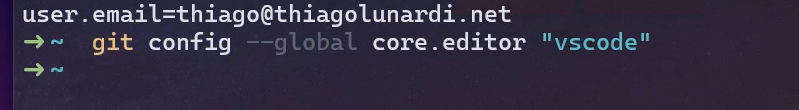 user.email=thiago@thiagolunardi.net
➜ ~ git config --global core.editor "vscode"
➜ ~